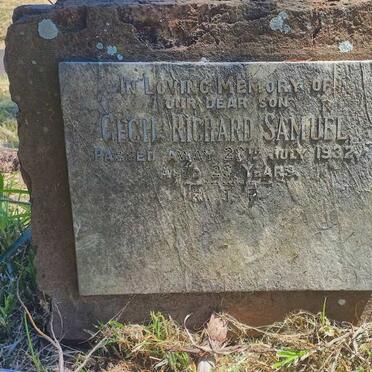 IN LOVING MEMORY OF
OUR DEAR SON
CECIL RICHARD SAMUEL
PASSED AWAY JULY 1932
AGED YEARS.